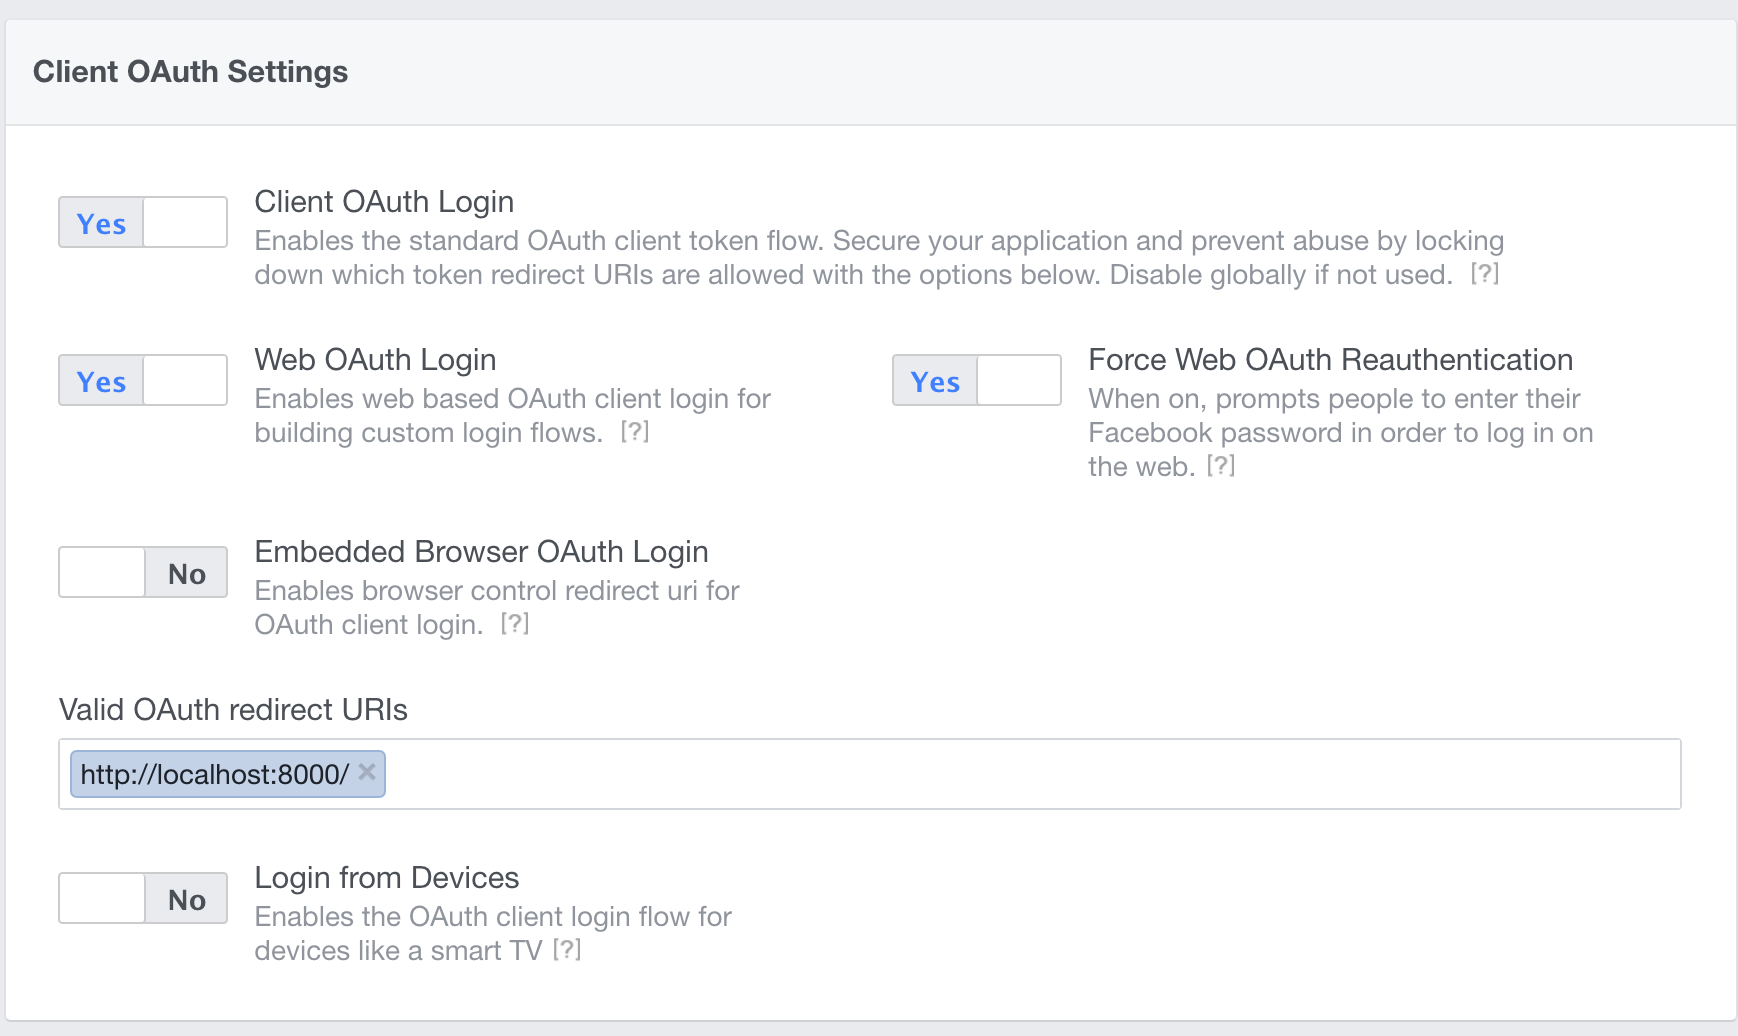 Client OAuth Settings
Yes
Client OAuth Login
Enables the standard OAuth client token flow. Secure your application and prevent abuse by locking
down which token redirect URIs are allowed with the options below. Disable globally if not used. [?]
Yes
Web OAuth Login
Enables web based OAuth client login for
building custom login flows. [?]
Yes
Force Web OAuth Reauthentication
When on, prompts people to enter their
Facebook password in order to log in on
the web. [?]
No
Embedded Browser OAuth Login
Enables browser control redirect uri for
OAuth client login. [?]
Valid OAuth redirect URIs
http://localhost:8000/ ×
No
Login from Devices
Enables the OAuth client login flow for
devices like a smart TV [?]